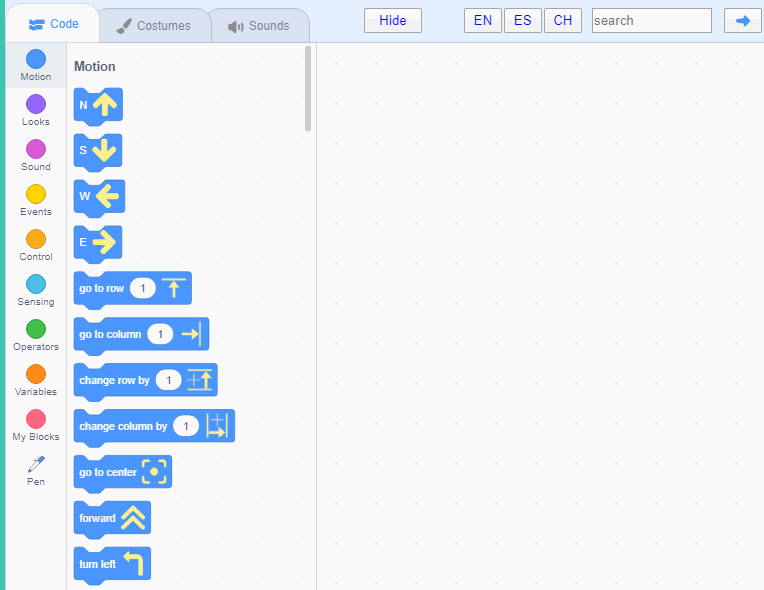 Code
Costumes
Sounds
Hide
EN
ES
CH
search
Motion
Looks
Sound
Events
Control
Sensing
Operators
Variables
My Blocks
Pen
Motion
N
S
W
E
go to row 1
go to column 1
change row by 1
change column by 1
go to center
forward
turn left